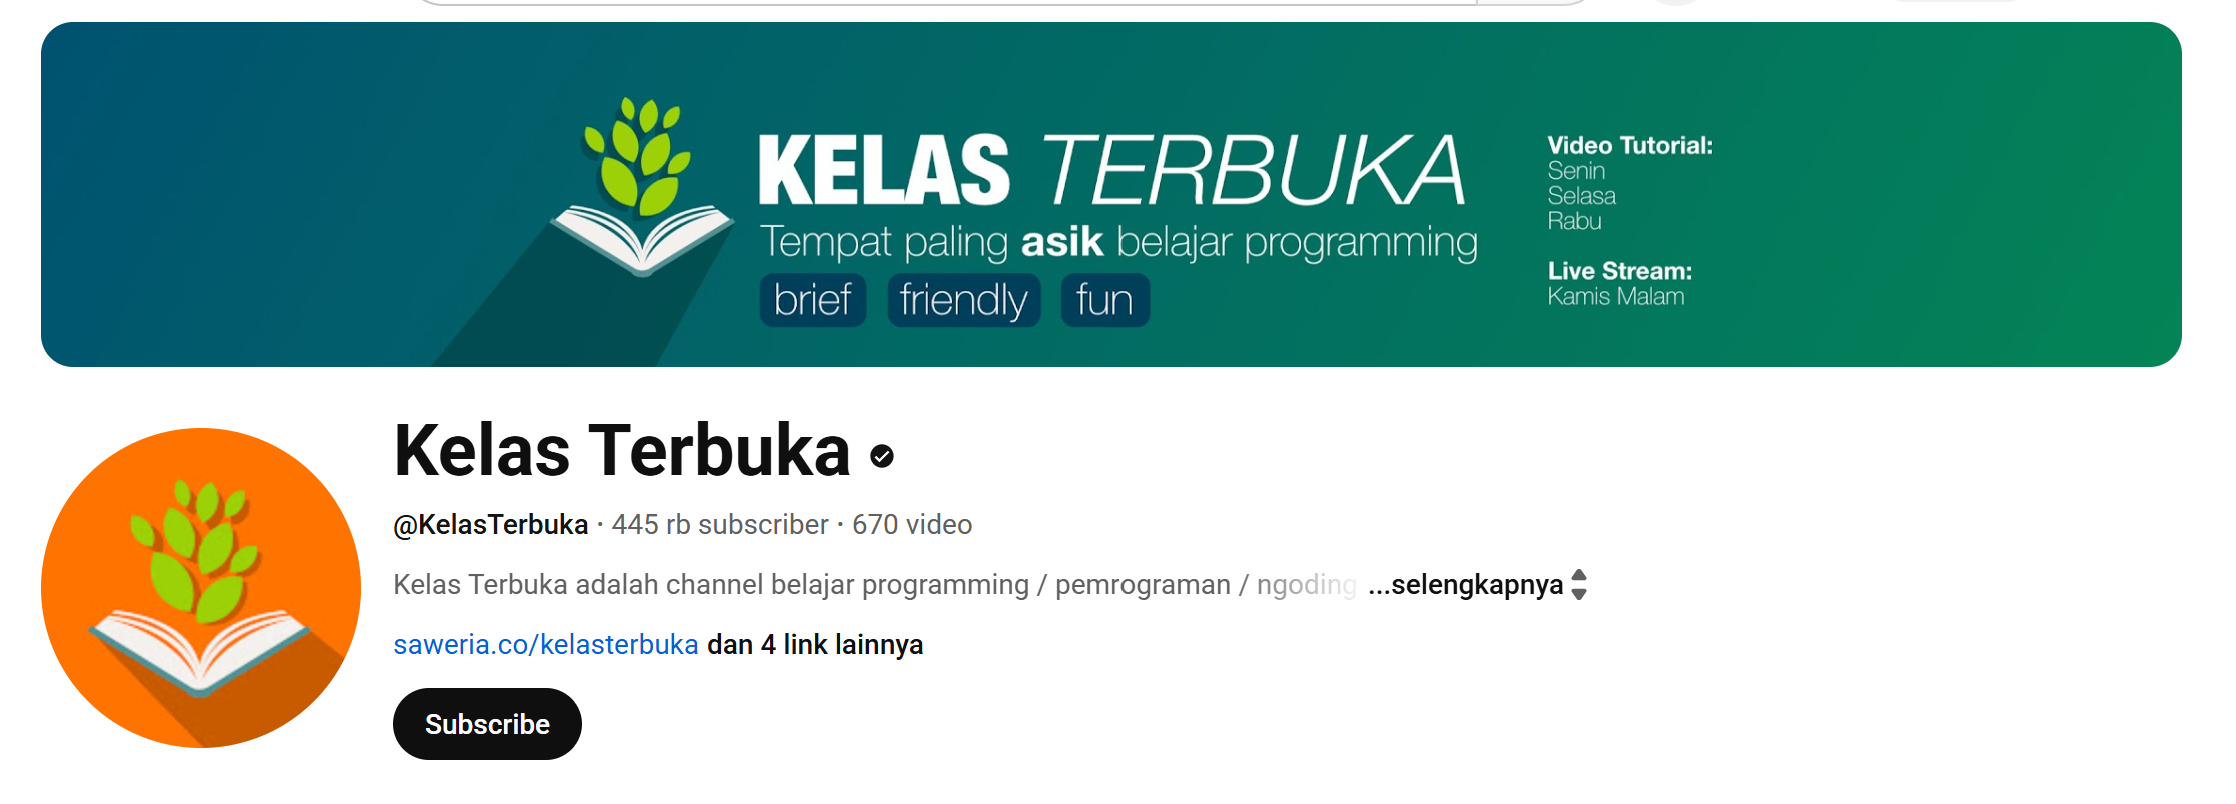 KELAS TERBUKA
Tempat paling asik belajar programming
brief friendly fun
Video Tutorial:
Senin
Selasa
Rabu
Live Stream:
Kamis Malam
Kelas Terbuka
@KelasTerbuka · 445 rb subscriber · 670 video
Kelas Terbuka adalah channel belajar programming / pemrograman / ngoding ...selengkapnya
saweria.co/kelasterbuka dan 4 link lainnya
Subscribe